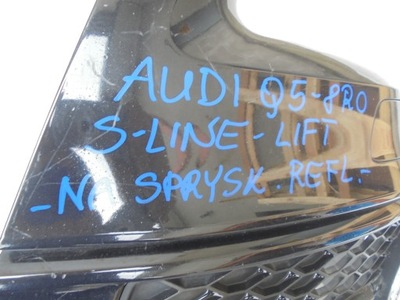 AUDI Q5-8R0
S-LINE-LIFT
-NA SPRYSK.REFL.-